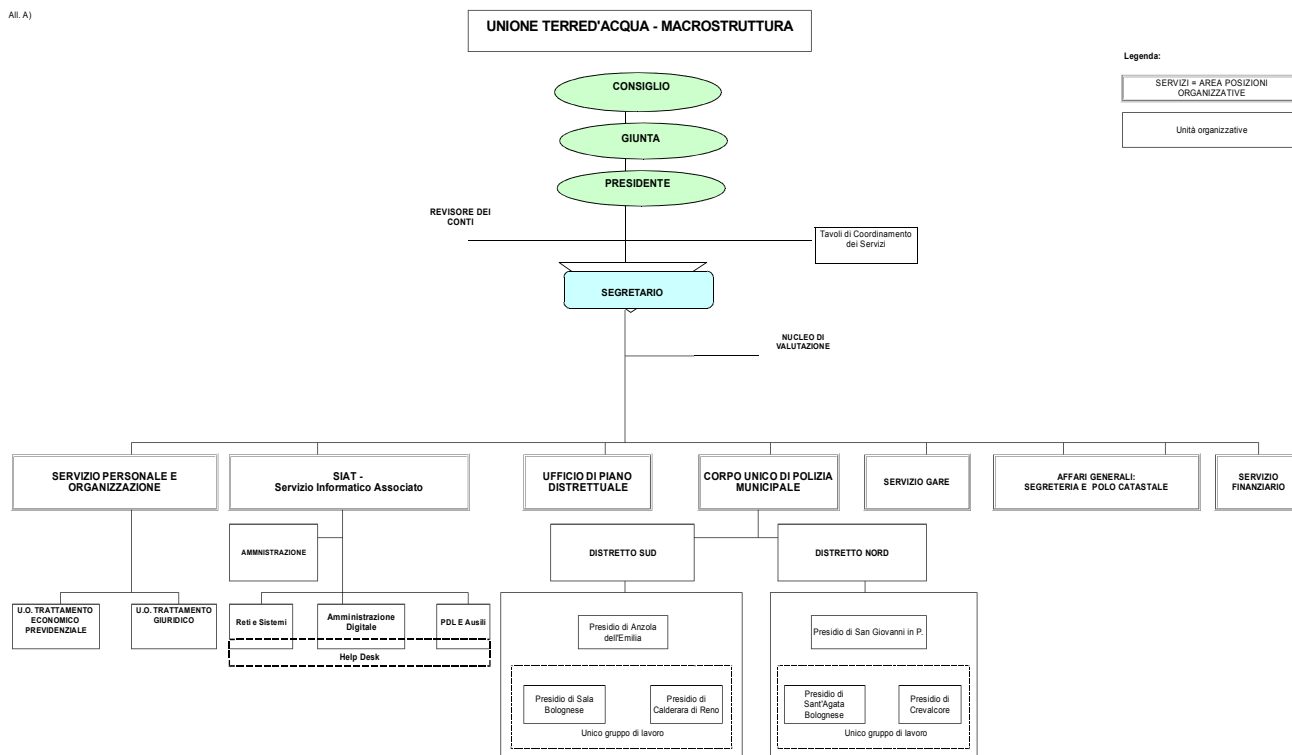 All. A)
UNIONE TERRED'ACQUA - MACROSTRUTTURA
Legenda:
SERVIZI = AREA POSIZIONI
ORGANIZZATIVE
Unità organizzative
CONSIGLIO
GIUNTA
PRESIDENTE
REVISORE DEI
CONTI
Tavoli di Coordinamento
dei Servizi
SEGRETARIO
NUCLEO DI
VALUTAZIONE
SERVIZIO PERSONALE E
ORGANIZZAZIONE
SIAT -
Servizio Informatico Associato
UFFICIO DI PIANO
DISTRETTUALE
CORPO UNICO DI POLIZIA
MUNICIPALE
SERVIZIO GARE
AFFARI GENERALI:
SEGRETERIA E POLO CATASTALE
SERVIZIO
FINANZIARIO
AMMNISTRAZIONE
DISTRETTO SUD
DISTRETTO NORD
U.O. TRATTAMENTO
ECONOMICO
PREVIDENZIALE
U.O. TRATTAMENTO
GIURIDICO
Reti e Sistemi
Amministrazione
Digitale
PDL E Ausili
Help Desk
Presidio di Anzola
dell'Emilia
Presidio di San Giovanni in P.
Presidio di Sala
Bolognese
Presidio di
Calderara di Reno
Unico gruppo di lavoro
Presidio di
Sant'Agata
Bolognese
Presidio di
Crevalcore
Unico gruppo di lavoro